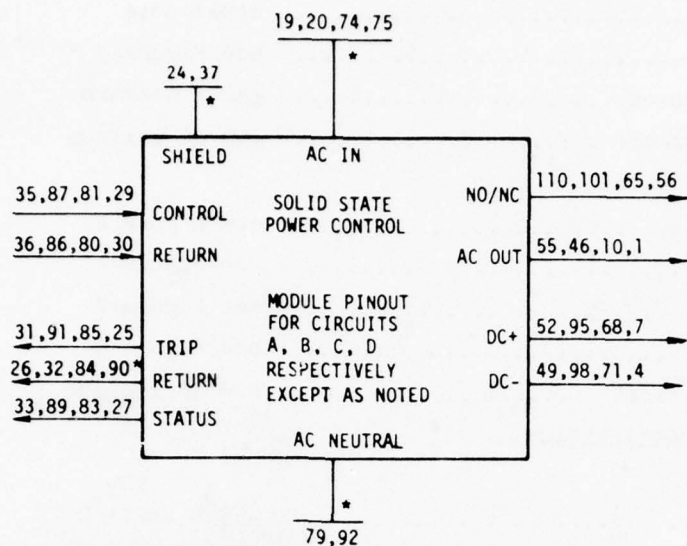 19,20,74,75
*
24,37
*
SHIELD AC IN
35,87,81,29
CONTROL
36,86,80,30
RETURN
SOLID STATE
POWER CONTROL
NO/NC
110,101,65,56
AC OUT
55,46,10,1
MODULE PINOUT
FOR CIRCUITS
A, B, C, D
RESPECTIVELY
EXCEPT AS NOTED
31,91,85,25
TRIP
26,32,84,90*
RETURN
33,89,83,27
STATUS
DC+
52,95,68,7
DC-
49,98,71,4
AC NEUTRAL
*
79,92